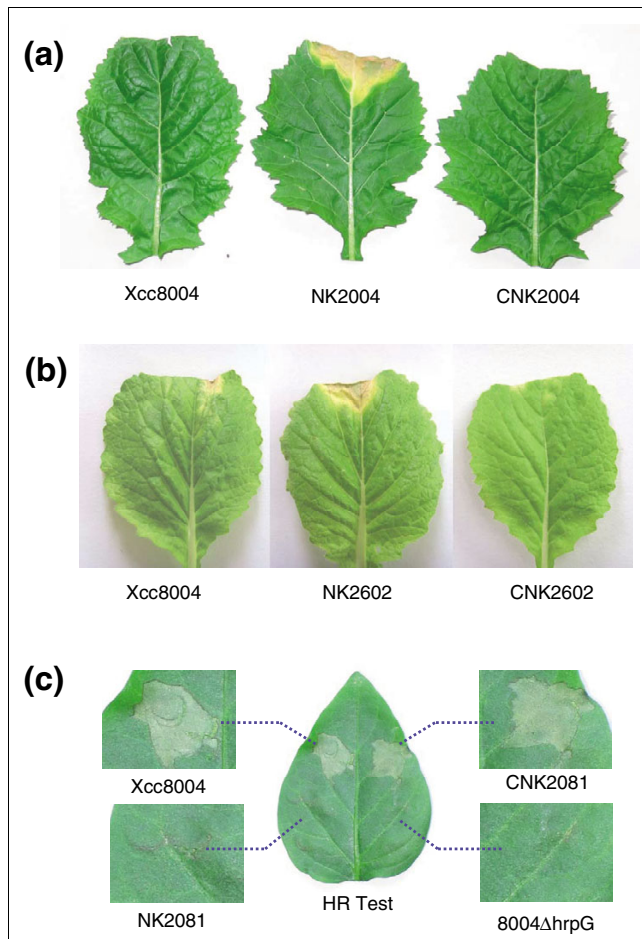 (a)
Xcc8004 NK2004 CNK2004
(b)
Xcc8004 NK2602 CNK2602
(c)
Xcc8004 CNK2081
NK2081 HR Test 8004ΔhrpG